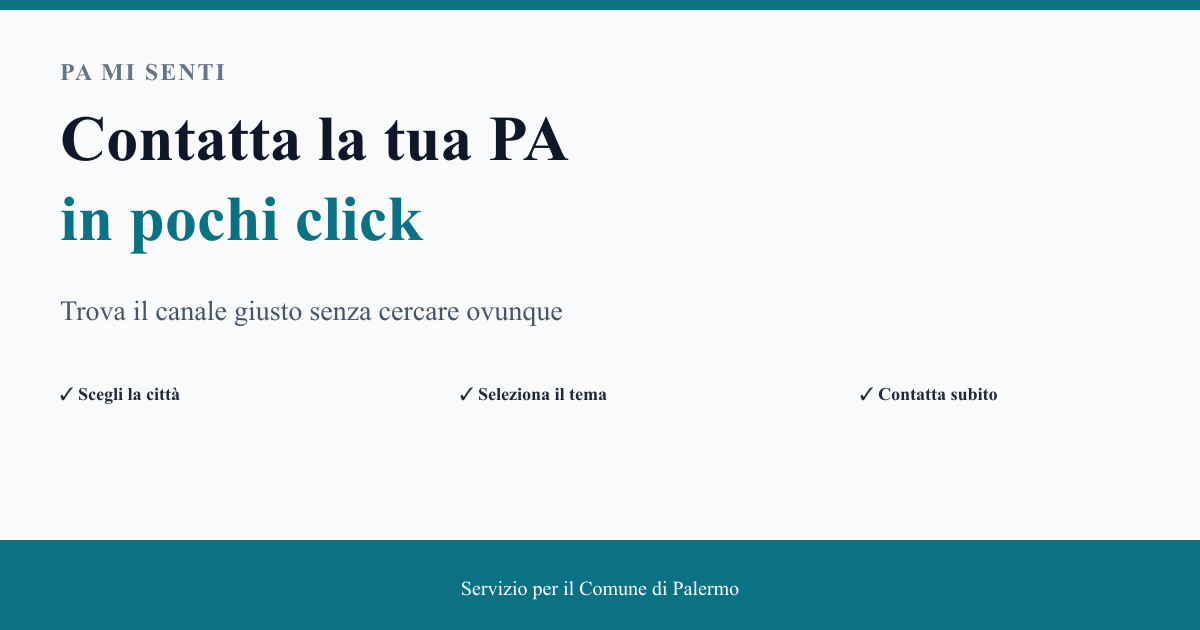 PA MI SENTI
Contatta la tua PA
in pochi click
Trova il canale giusto senza cercare ovunque
✓ Scegli la città
✓ Seleziona il tema
✓ Contatta subito
Servizio per il Comune di Palermo